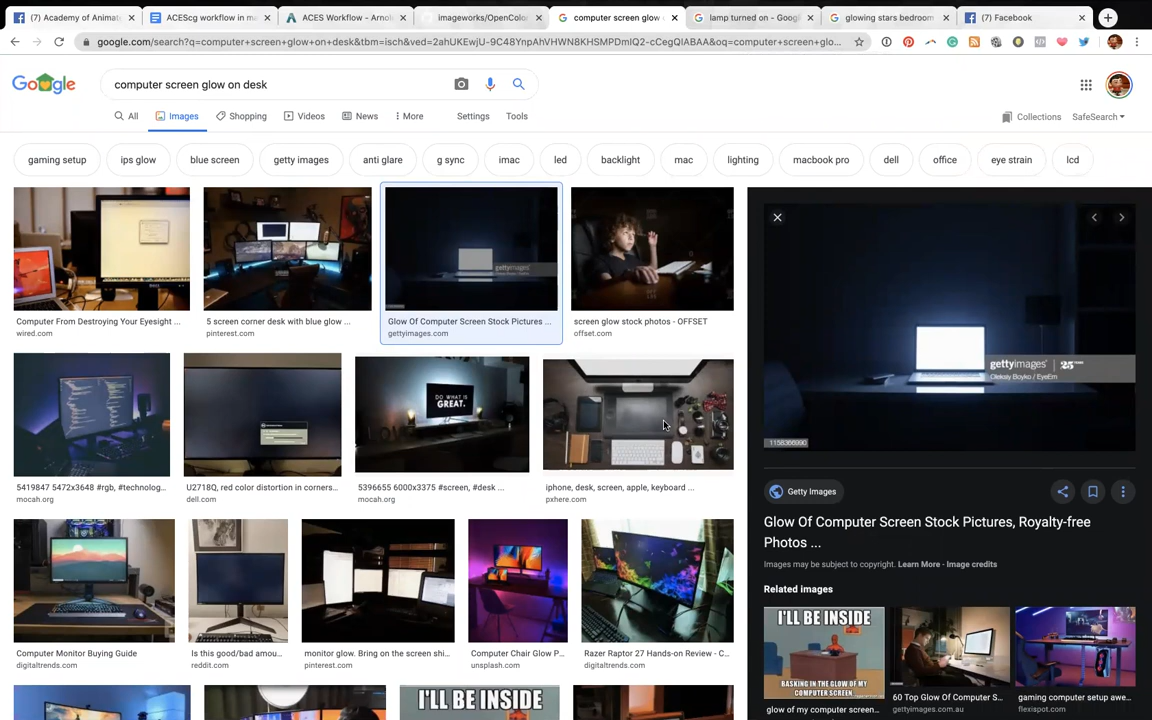 (7) Academy of Animat
ACEScg workflow in m
ACES Workflow - Arnol
imageworks/OpenColo
computer screen glow
lamp turned on - Goog
glowing stars bedroom
(7) Facebook
google.com/search?q=computer+screen+glow+on+desk&tbm=isch&ved=2ahUKEwjU-9C48YnpAhVHWN8KHSMPDmIQ2-cCegQIABAA&oq=computer+screen+glo...
Google
computer screen glow on desk
All
Images
Shopping
Videos
News
More
Settings
Tools
Collections
SafeSearch
gaming setup
ips glow
blue screen
getty images
anti glare
g sync
imac
led
backlight
mac
lighting
macbook pro
dell
office
eye strain
lcd
gettyimages
Computer From Destroying Your Eyesight ...
wired.com
5 screen corner desk with blue glow ...
pinterest.com
Glow Of Computer Screen Stock Pictures ...
gettyimages.com
screen glow stock photos - OFFSET
offset.com
DO WHAT IS
GREAT.
5419847 5472x3648 #rgb, #technolog...
mocah.org
U2718Q, red color distortion in corners...
dell.com
5396655 6000x3375 #screen, #desk ...
mocah.org
iphone, desk, screen, apple, keyboard ...
pxhere.com
Computer Monitor Buying Guide
digitaltrends.com
Is this good/bad amou...
reddit.com
monitor glow. Bring on the screen shi...
pinterest.com
Computer Chair Glow P...
unsplash.com
Razer Raptor 27 Hands-on Review - C...
digitaltrends.com
I'LL BE INSIDE
gettyimages®
25 YEARS
Oleksiy Boyko / EyeEm
1158366990
Getty Images
Glow Of Computer Screen Stock Pictures, Royalty-free
Photos ...
Images may be subject to copyright. Learn More - Image credits
Related images
I'LL BE INSIDE
BASKING IN THE GLOW OF MY
COMPUTER SCREEN
glow of my computer screen...
60 Top Glow Of Computer S...
gettyimages.com.au
gaming computer setup awe...
flexispot.com